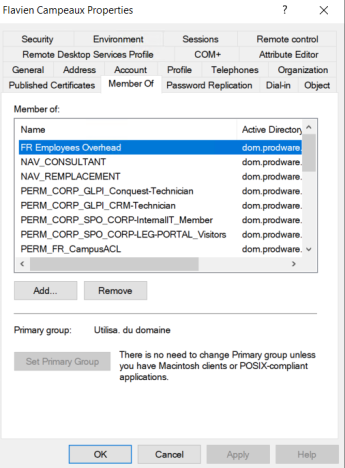 Flavien Campeaux Properties
? ×
Security Environment Sessions Remote control
Remote Desktop Services Profile COM+ Attribute Editor
General Address Account Profile Telephones Organization
Published Certificates Member Of Password Replication Dial-in Object
Member of:
Name Active Directory
FR Employees Overhead dom.prodware.
NAV_CONSULTANT dom.prodware.
NAV_REMPLACEMENT dom.prodware.
PERM_CORP_GLPI_Conquest-Technician dom.prodware.
PERM_CORP_GLPI_CRM-Technician dom.prodware.
PERM_CORP_SPO_CORP-InternalIT_Member dom.prodware.
PERM_CORP_SPO_CORP-LEG-PORTAL_Visitors dom.prodware.
PERM_FR_CampusACL dom.prodware.
Add... Remove
Primary group: Utilisa. du domaine
Set Primary Group
There is no need to change Primary group unless
you have Macintosh clients or POSIX-compliant
applications.
OK Cancel Apply Help